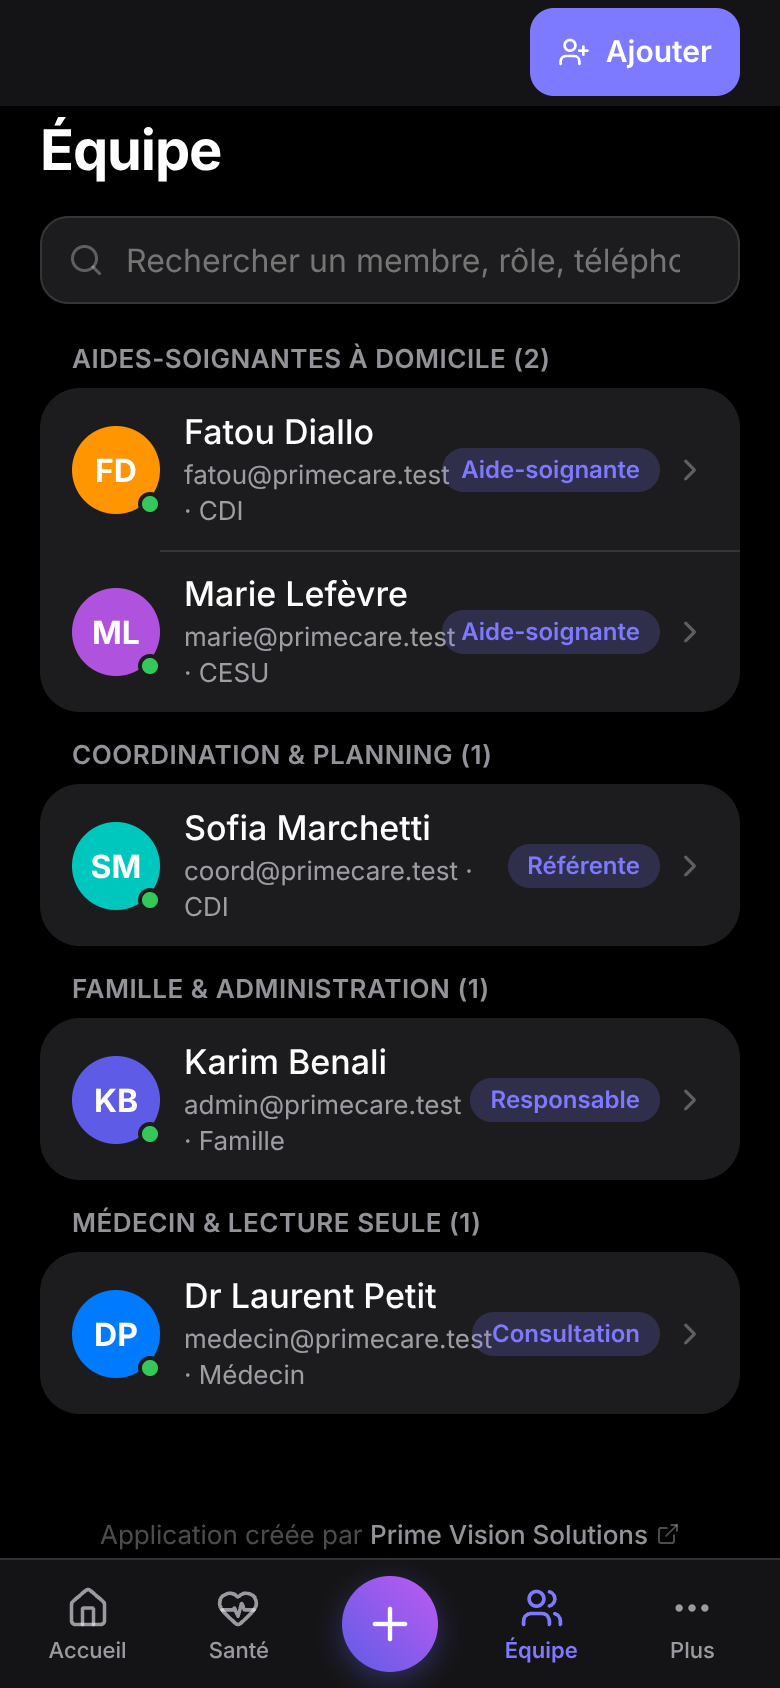 Ajouter
Équipe
Rechercher un membre, rôle, télépho
AIDES-SOIGNANTES À DOMICILE (2)
FD
Fatou Diallo
fatou@primecare.test
· CDI
Aide-soignante
ML
Marie Lefèvre
marie@primecare.test
· CESU
Aide-soignante
COORDINATION & PLANNING (1)
SM
Sofia Marchetti
coord@primecare.test ·
CDI
Référente
FAMILLE & ADMINISTRATION (1)
KB
Karim Benali
admin@primecare.test
· Famille
Responsable
MÉDECIN & LECTURE SEULE (1)
DP
Dr Laurent Petit
medecin@primecare.test
· Médecin
Consultation
Application créée par Prime Vision Solutions
Accueil
Santé
Équipe
Plus